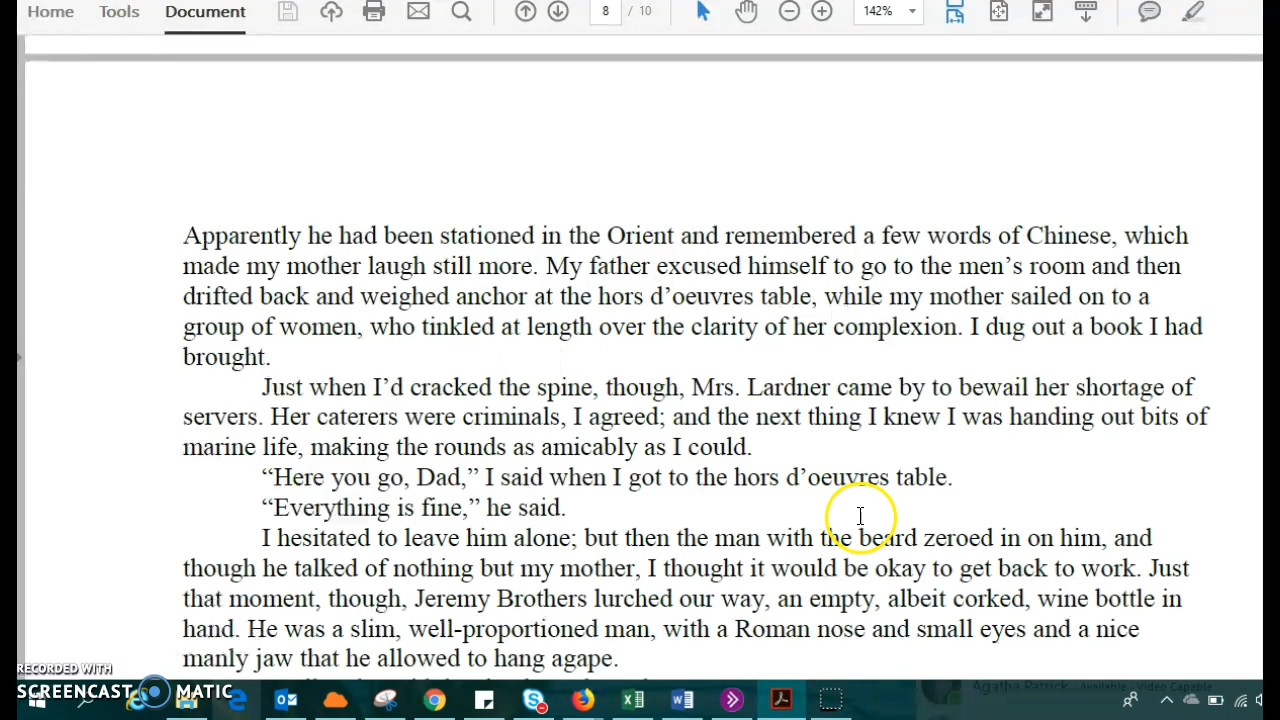 Home Tools Document 8 / 10 142%
Apparently he had been stationed in the Orient and remembered a few words of Chinese, which
made my mother laugh still more. My father excused himself to go to the men’s room and then
drifted back and weighed anchor at the hors d’oeuvres table, while my mother sailed on to a
group of women, who tinkled at length over the clarity of her complexion. I dug out a book I had
brought.
Just when I’d cracked the spine, though, Mrs. Lardner came by to bewail her shortage of
servers. Her caterers were criminals, I agreed; and the next thing I knew I was handing out bits of
marine life, making the rounds as amicably as I could.
“Here you go, Dad,” I said when I got to the hors d’oeuvres table.
“Everything is fine,” he said.
I hesitated to leave him alone; but then the man with the beard zeroed in on him, and
though he talked of nothing but my mother, I thought it would be okay to get back to work. Just
that moment, though, Jeremy Brothers lurched our way, an empty, albeit corked, wine bottle in
hand. He was a slim, well-proportioned man, with a Roman nose and small eyes and a nice
manly jaw that he allowed to hang agape.
RECORDED WITH
SCREENCAST MATIC
Agatha Patrick - Available - Video Capable